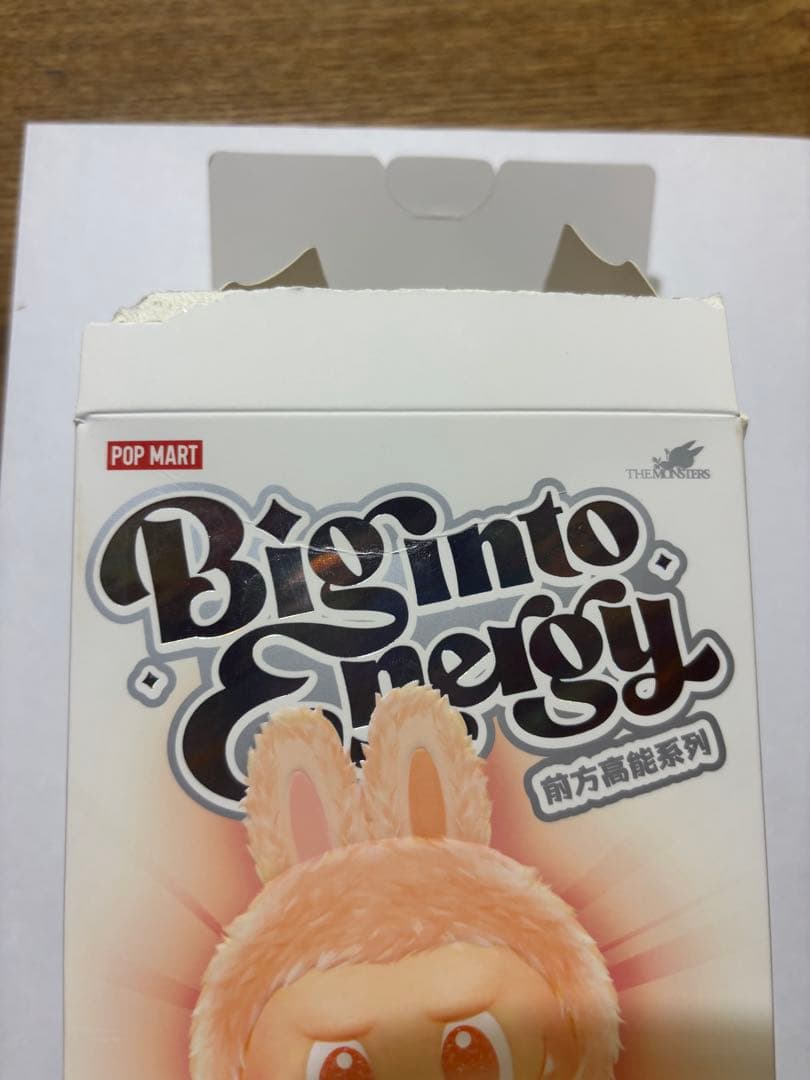 POP MART
THE MONSTERS
Big into
Energy
前方高能系列